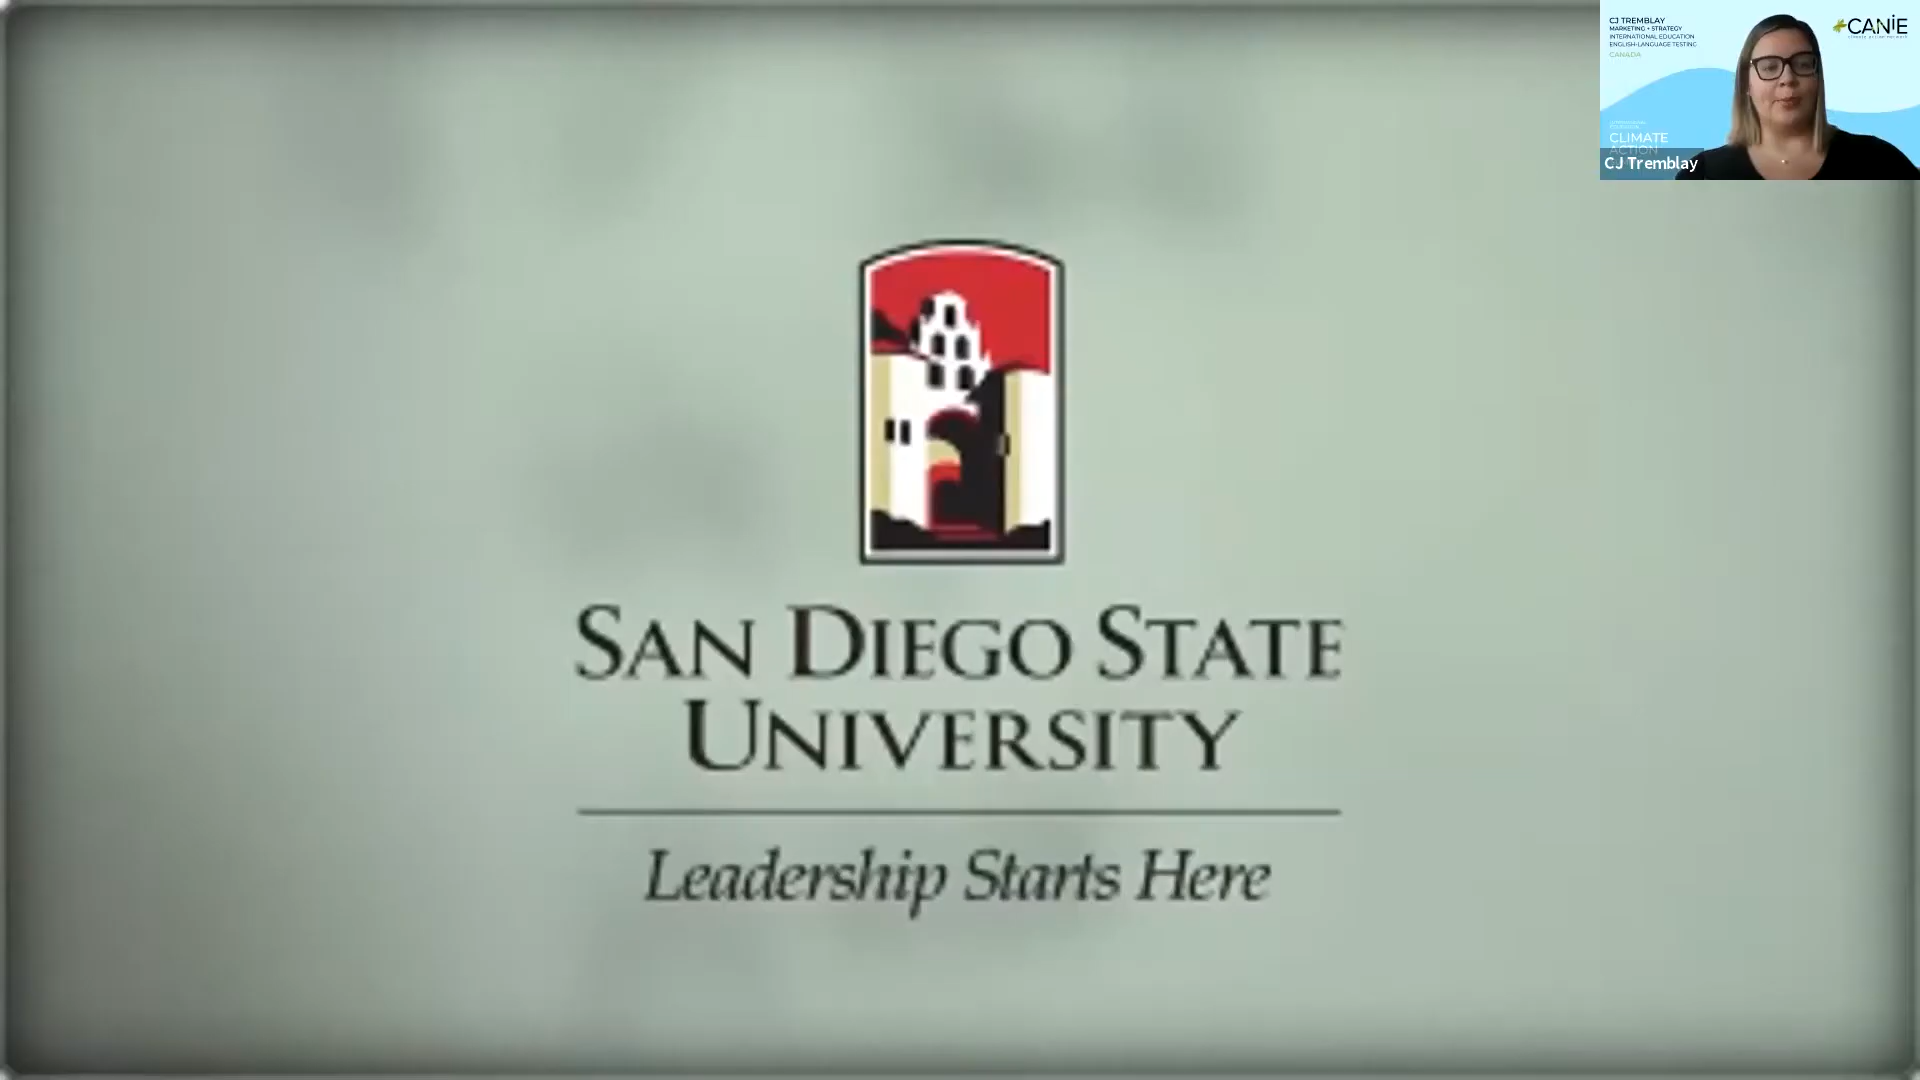 CJ TREMBLAY
MARKETING + STRATEGY
INTERNATIONAL EDUCATION
ENGLISH-LANGUAGE TESTING
CANADA
CANIE
CLIMATE
ACTION
CJ Tremblay
SAN DIEGO STATE
UNIVERSITY
Leadership Starts Here